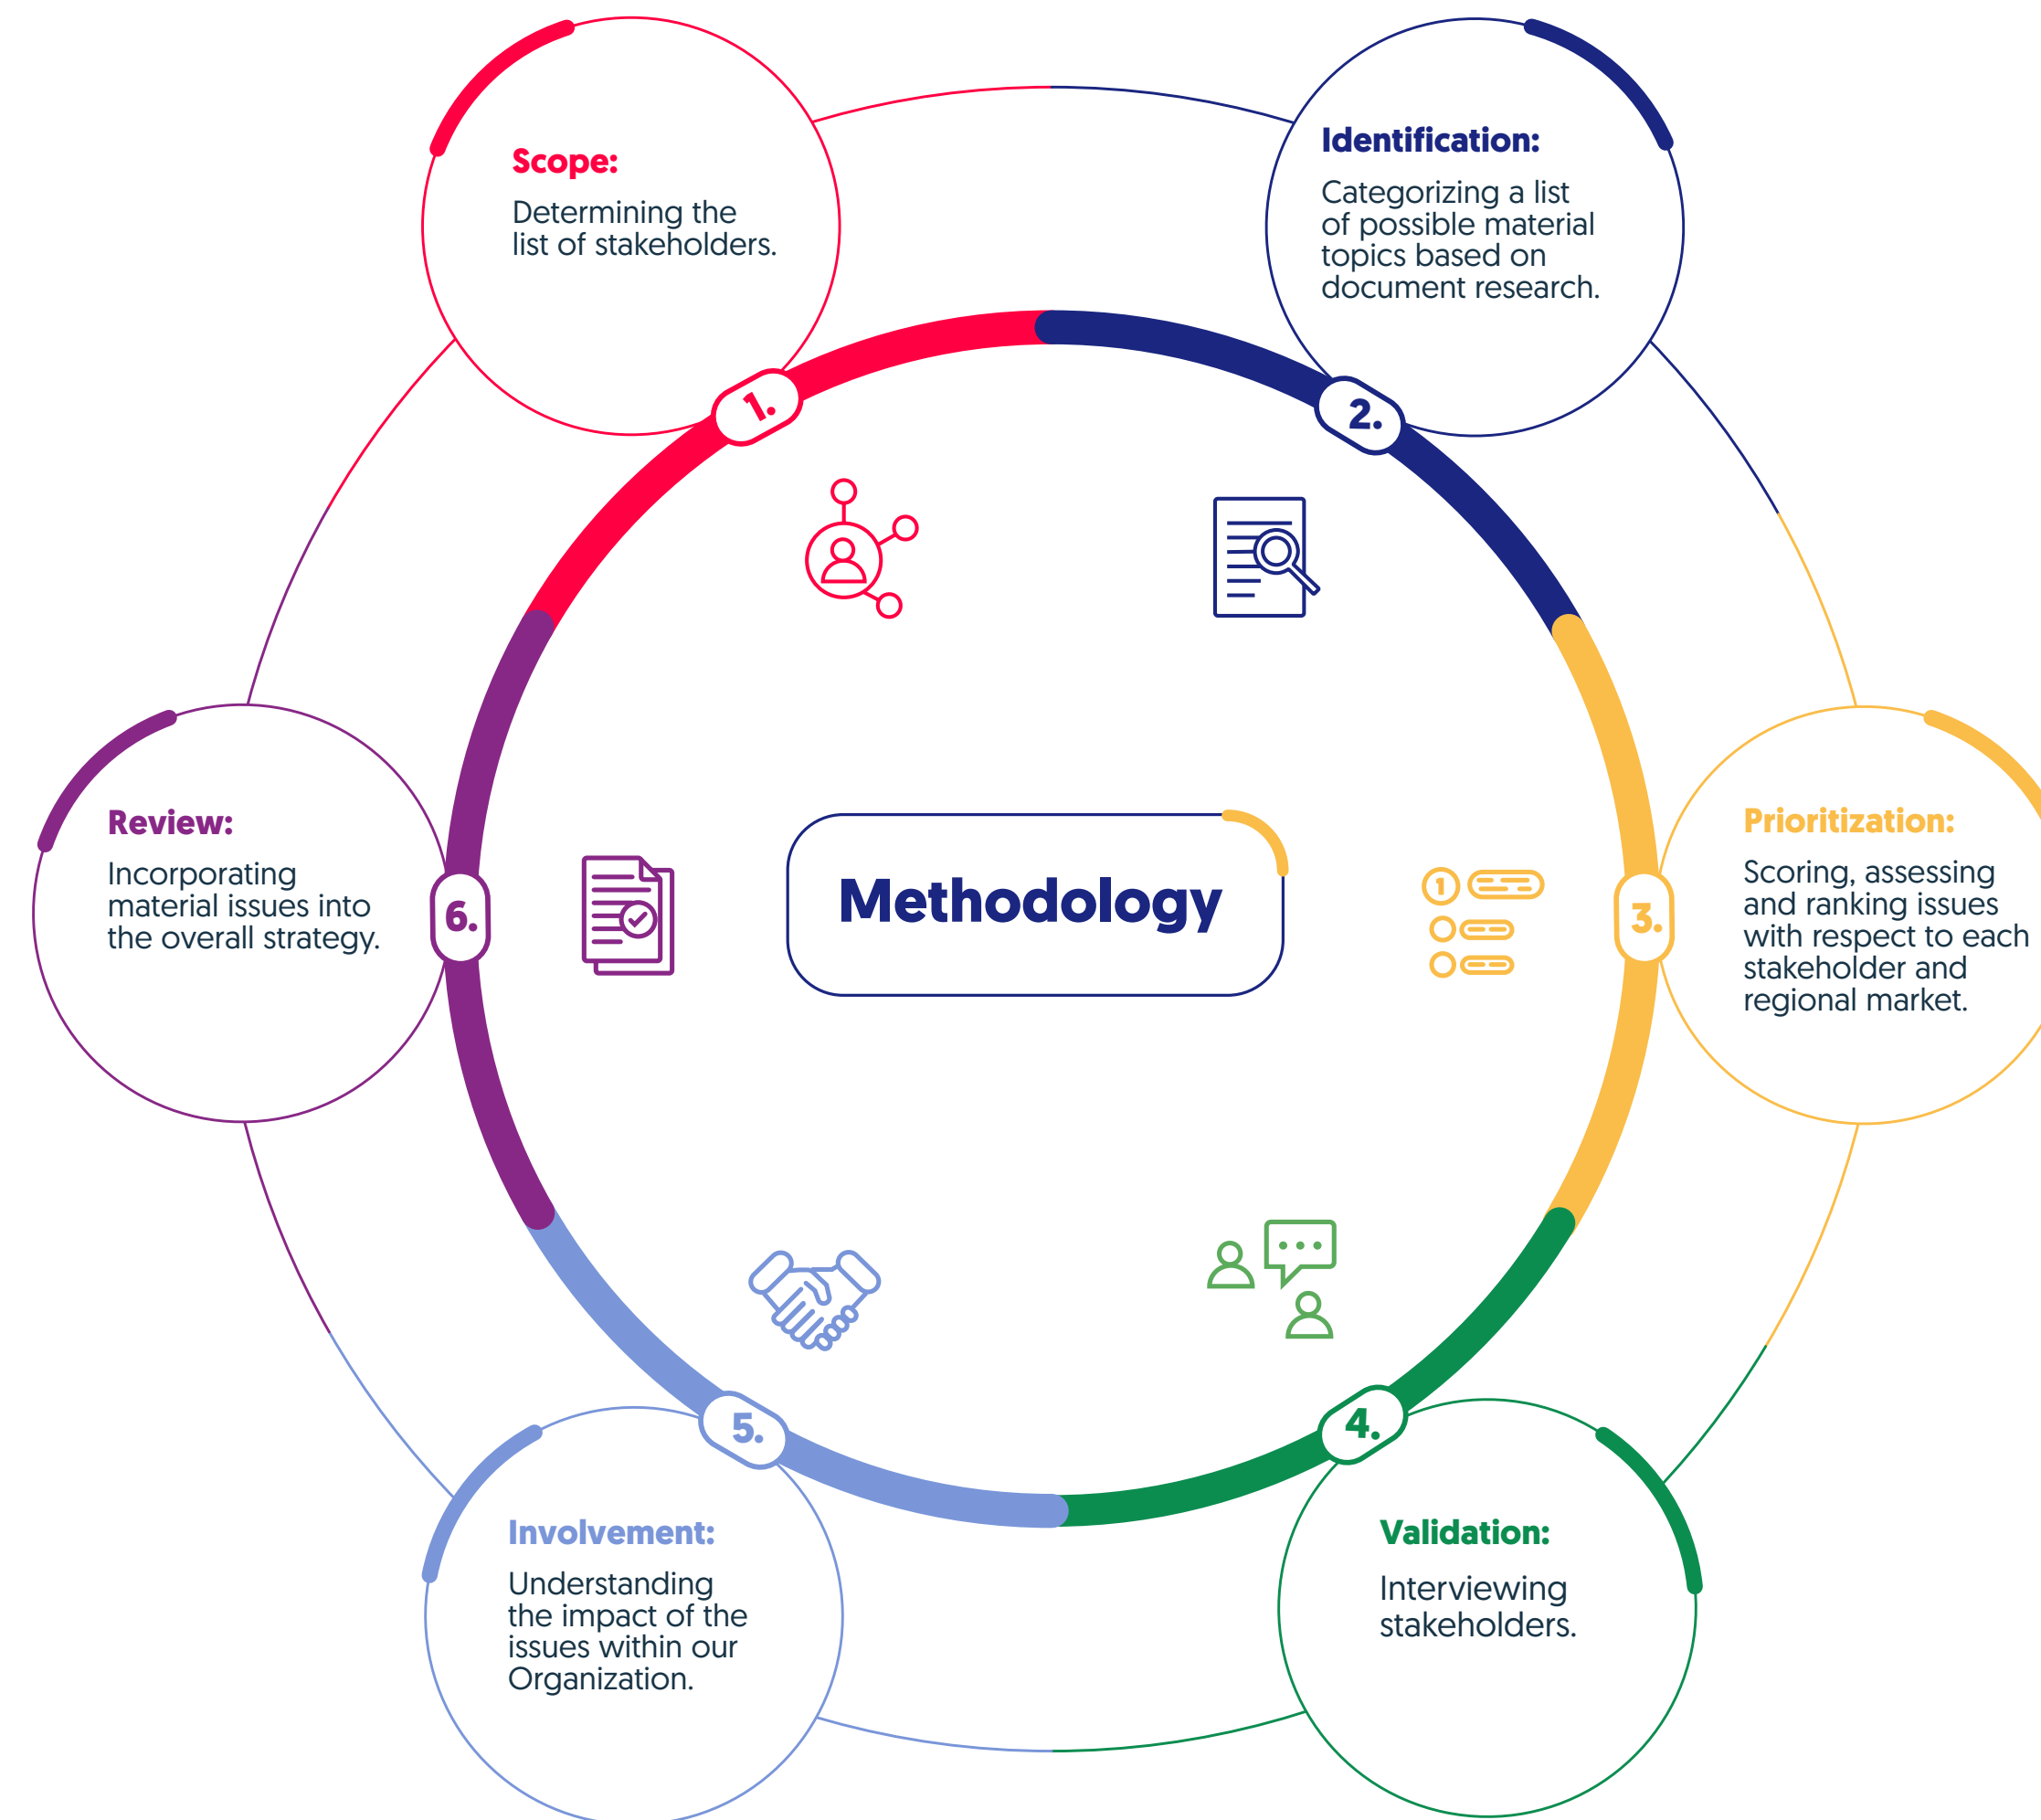 Scope:
Determining the
list of stakeholders.
1.
Identification:
Categorizing a list
of possible material
topics based on
document research.
2.
Prioritization:
Scoring, assessing
and ranking issues
with respect to each
stakeholder and
regional market.
3.
1
Validation:
Interviewing
stakeholders.
4.
Involvement:
Understanding
the impact of the
issues within our
Organization.
5.
Review:
Incorporating
material issues into
the overall strategy.
6.
Methodology